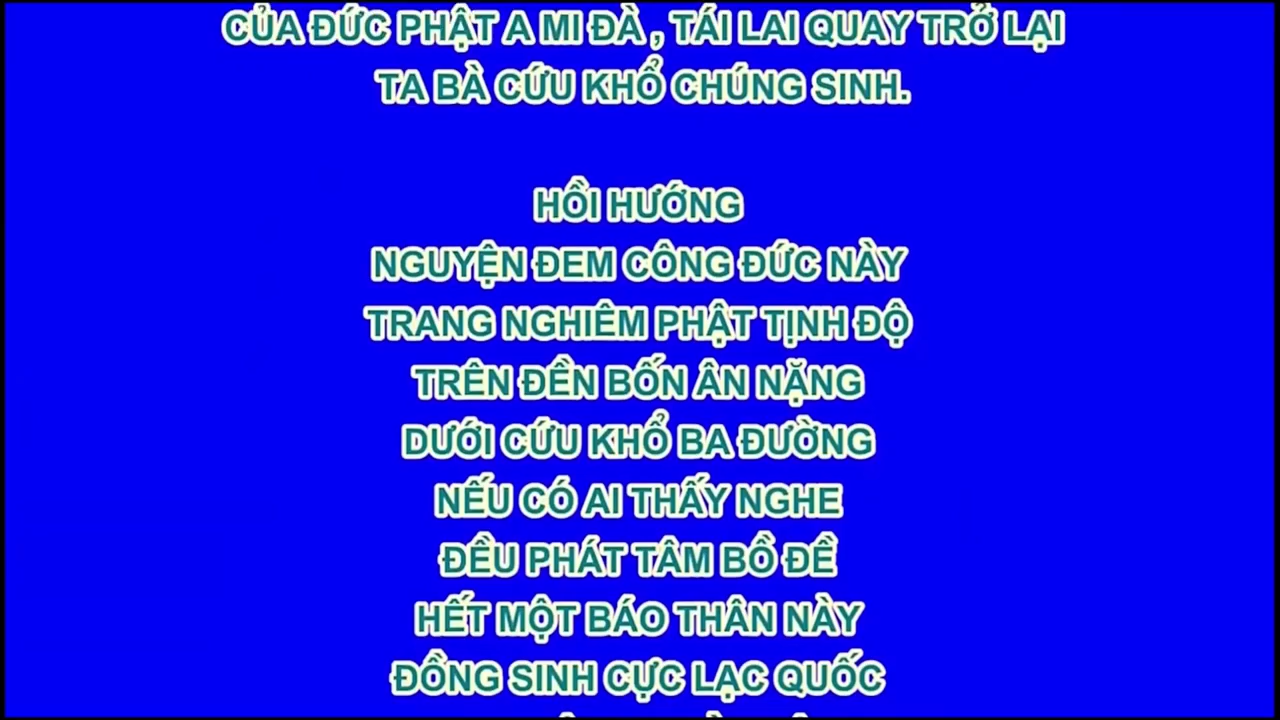 CỦA ĐỨC PHẬT A MI ĐÀ , TÁI LAI QUAY TRỞ LẠI
TA BÀ CỨU KHỔ CHÚNG SINH.
HỒI HƯỚNG
NGUYỆN ĐEM CÔNG ĐỨC NÀY
TRANG NGHIÊM PHẬT TỊNH ĐỘ
TRÊN ĐỀN BỐN ÂN NẶNG
DƯỚI CỨU KHỔ BA ĐƯỜNG
NẾU CÓ AI THẤY NGHE
ĐỀU PHÁT TÂM BỒ ĐỀ
HẾT MỘT BÁO THÂN NÀY
ĐỒNG SINH CỰC LẠC QUỐC